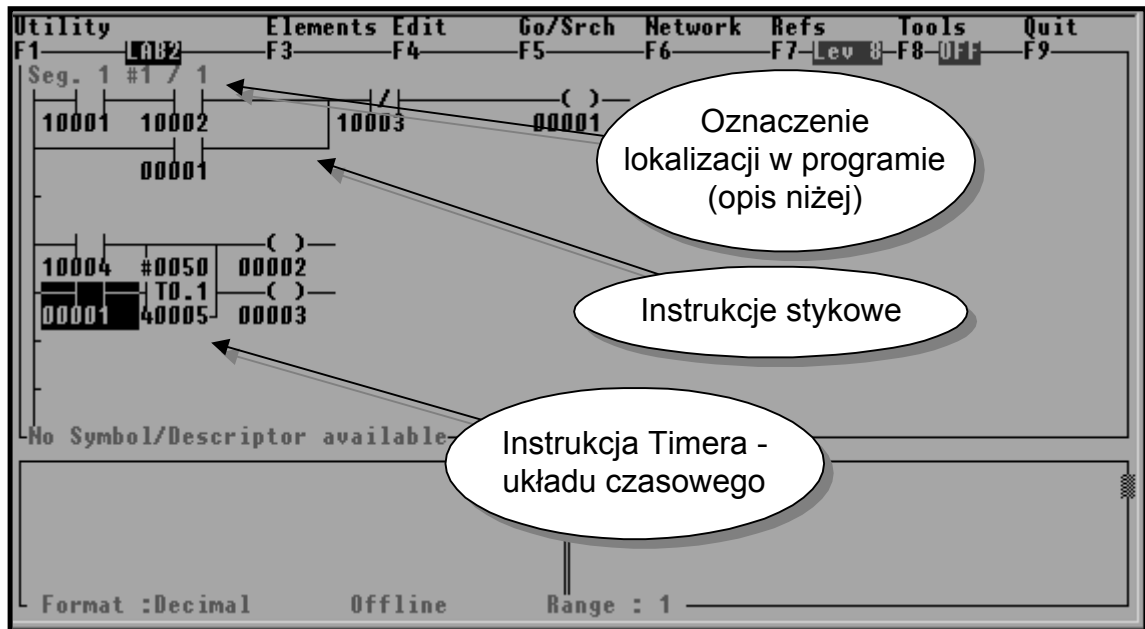 Utility Elements Edit Go/Srch Network Refs Tools Quit
F1 LAB2 F3 F4 F5 F6 F7 Lev 8 F8 OFF F9
Seg. 1 #1 / 1
10001 10002 10003 00001
00001
10004 #0050 00002
T0.1
00001 40005 00003
No Symbol/Descriptor available
Format :Decimal Offline Range : 1
Oznaczenie
lokalizacji w programie
(opis niżej)
Instrukcje stykowe
Instrukcja Timera -
układu czasowego